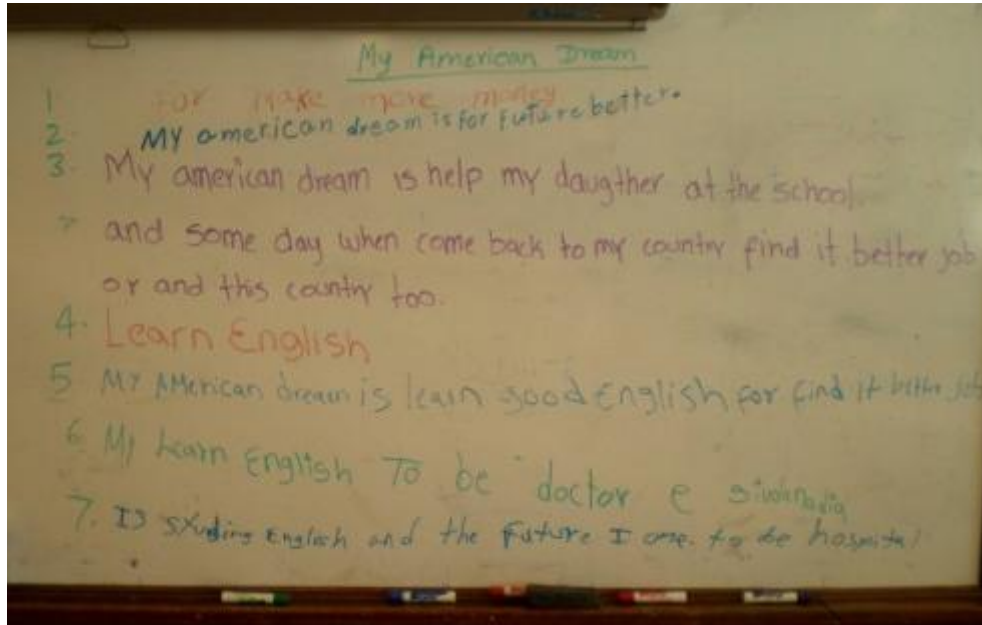 My American Dream
1 For make more money
2. MY american dream is for future better.
3. My american dream is help my daugther at the school.
and some day when come back to my country find it better job
or and this country too.
4. Learn English
5 My AMerican dream is learn good English for find it better job
6. My Learn English To be doctor e
7. Is studing English and the Future I one. to be hospital